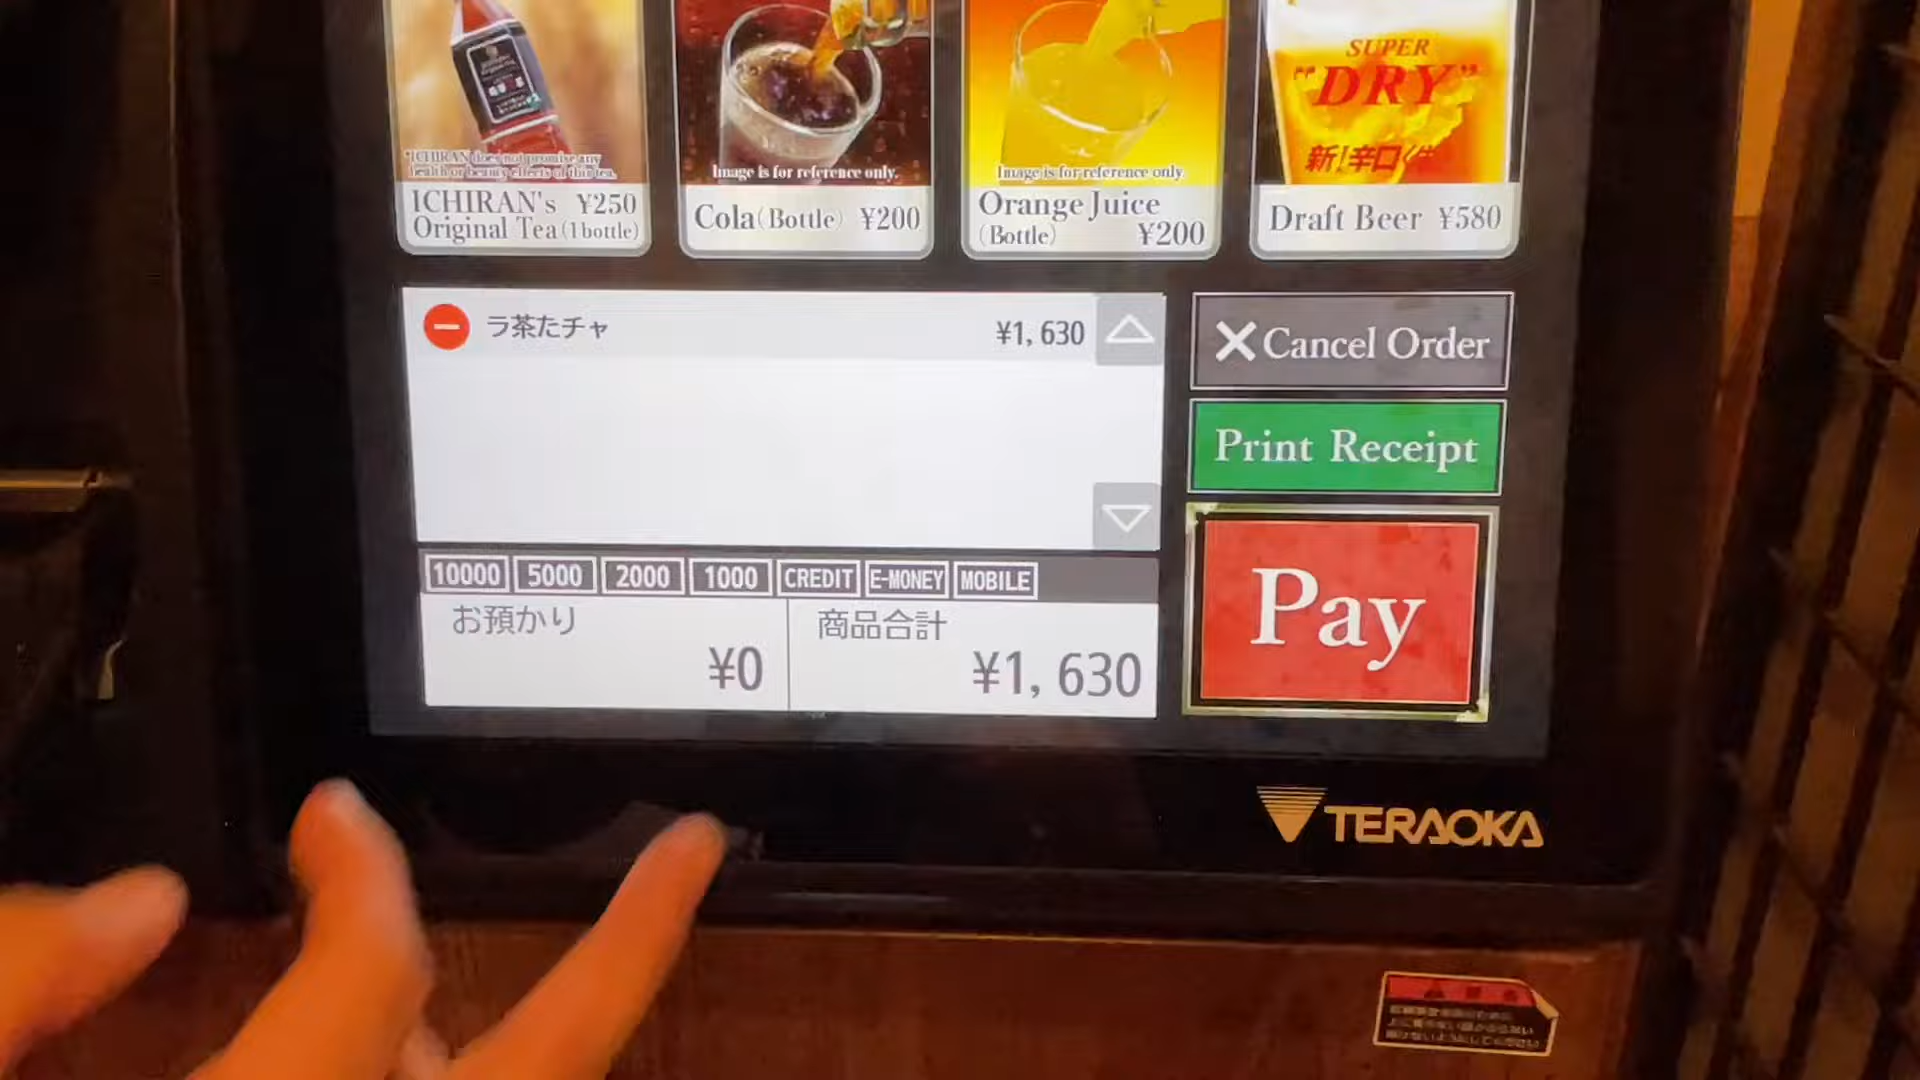 SUPER
"DRY"
新!辛口
*ICHIRAN does not promise any
health or beauty effects of this tea.
Image is for reference only.
Image is for reference only.
ICHIRAN's ¥250
Original Tea(1bottle)
Cola(Bottle) ¥200
Orange Juice
(Bottle) ¥200
Draft Beer ¥580
ラ茶たチャ ¥1,630
Cancel Order
Print Receipt
10000 5000 2000 1000 CREDIT E-MONEY MOBILE
お預かり
¥0
商品合計
¥1,630
Pay
TERAOKA